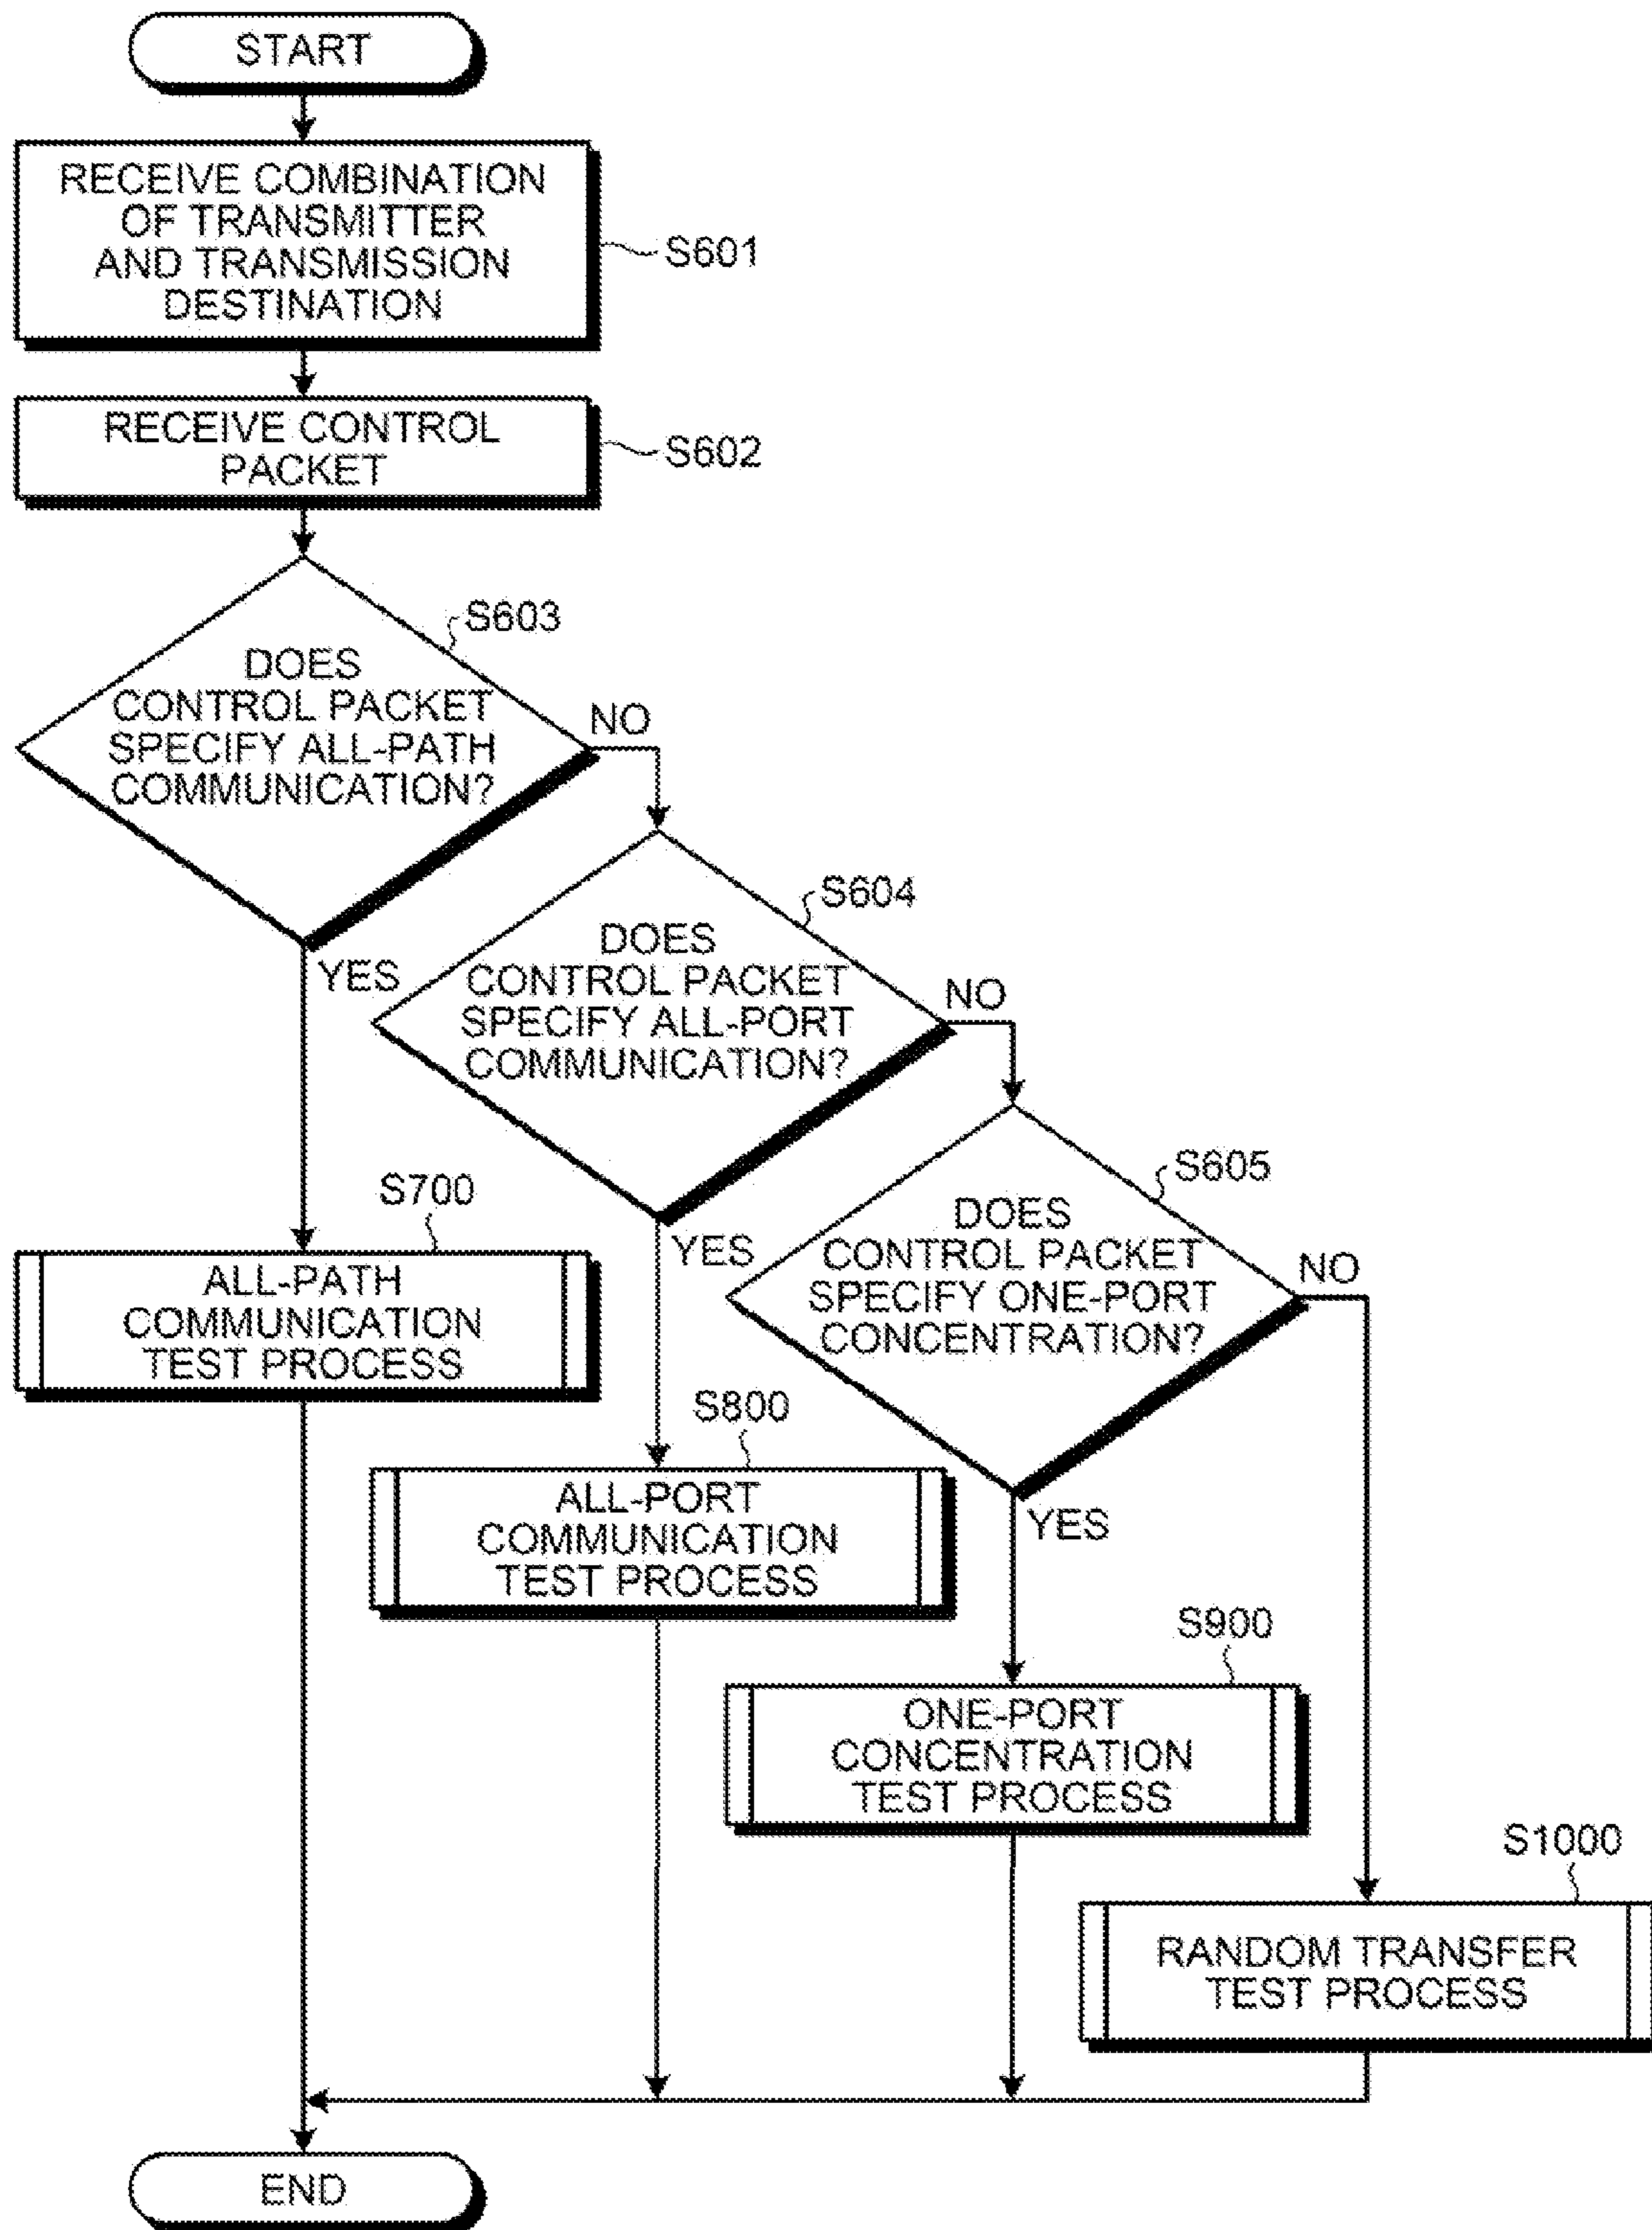 START
RECEIVE COMBINATION
OF TRANSMITTER
AND TRANSMISSION
DESTINATION
S601
RECEIVE CONTROL
PACKET
S602
S603
DOES
CONTROL PACKET
SPECIFY ALL-PATH
COMMUNICATION?
NO
YES
S604
DOES
CONTROL PACKET
SPECIFY ALL-PORT
COMMUNICATION?
NO
YES
S605
DOES
CONTROL PACKET
SPECIFY ONE-PORT
CONCENTRATION?
NO
YES
S700
ALL-PATH
COMMUNICATION
TEST PROCESS
S800
ALL-PORT
COMMUNICATION
TEST PROCESS
S900
ONE-PORT
CONCENTRATION
TEST PROCESS
S1000
RANDOM TRANSFER
TEST PROCESS
END